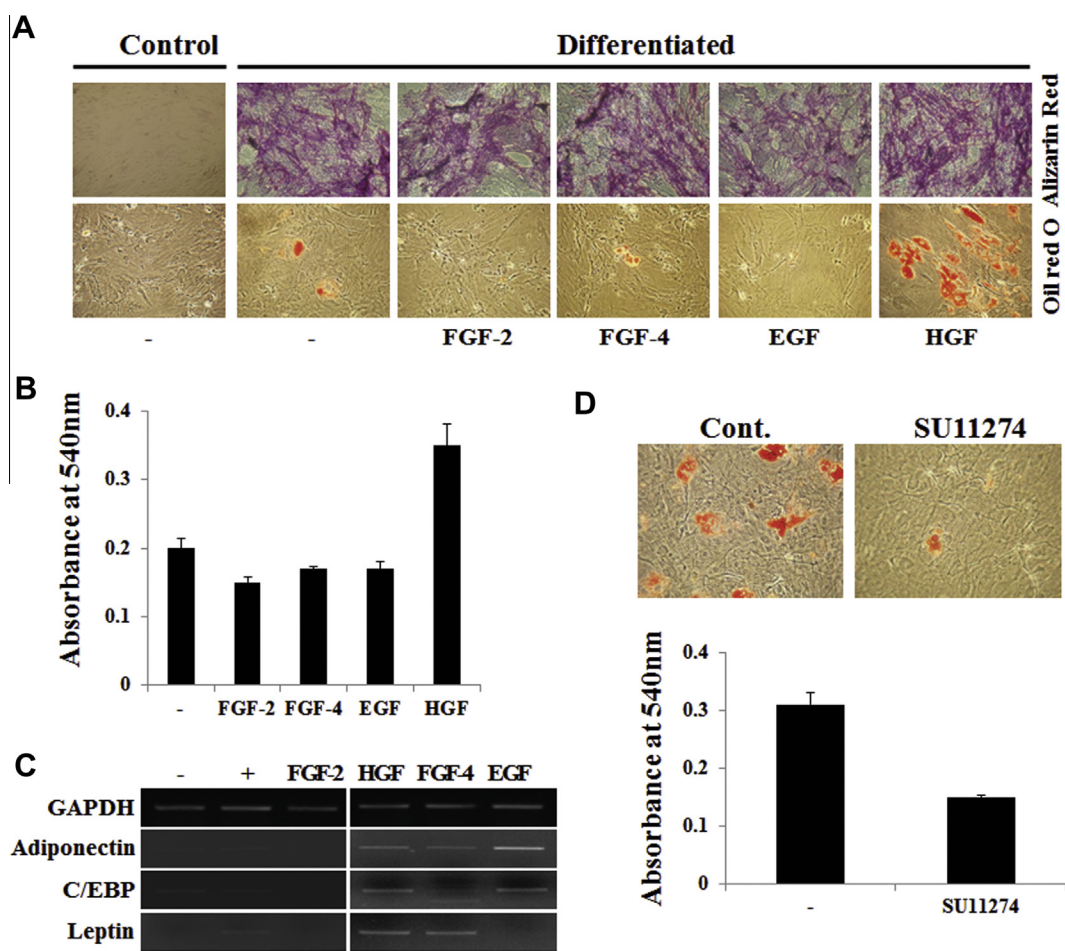 A
Control Differentiated
Alizarin Red
Oil red O
- - FGF-2 FGF-4 EGF HGF
B
Absorbance at 540nm
0.4
0.3
0.2
0.1
0
- FGF-2 FGF-4 EGF HGF
C
- + FGF-2 HGF FGF-4 EGF
GAPDH
Adiponectin
C/EBP
Leptin
D
Cont. SU11274
Absorbance at 540nm
0.4
0.3
0.2
0.1
0
- SU11274